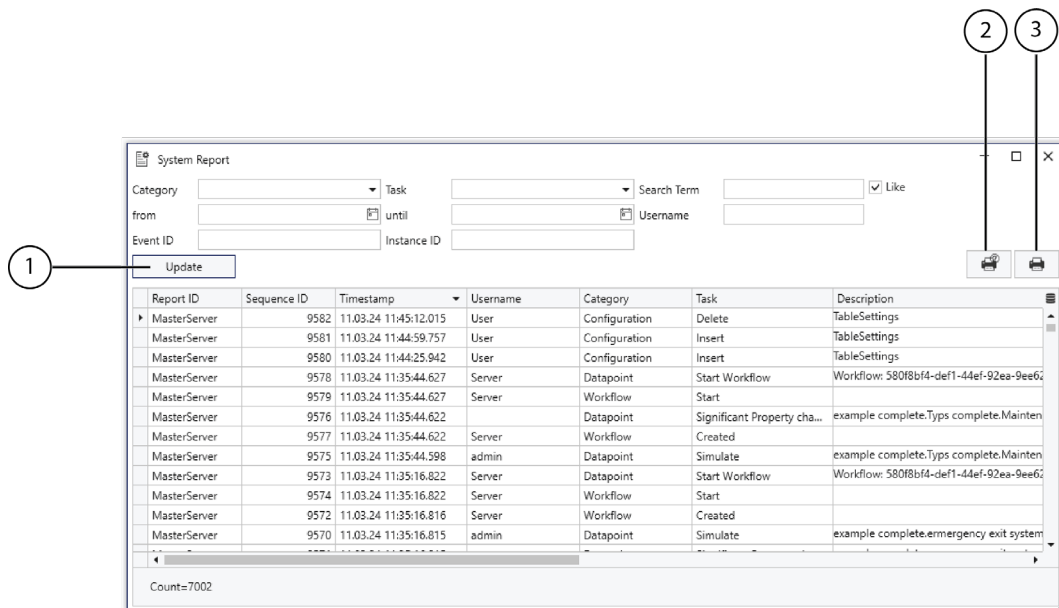 2 3
System Report
Category Task Search Term Like
from until Username
Event ID Instance ID
1 Update
Report ID Sequence ID Timestamp Username Category Task Description
MasterServer 9582 11.03.24 11:45:12.015 User Configuration Delete TableSettings
MasterServer 9581 11.03.24 11:44:59.757 User Configuration Insert TableSettings
MasterServer 9580 11.03.24 11:44:25.942 User Configuration Insert TableSettings
MasterServer 9578 11.03.24 11:35:44.627 Server Datapoint Start Workflow Workflow: 580f8bf4-def1-44ef-92ea-9ee62
MasterServer 9579 11.03.24 11:35:44.627 Server Workflow Start
MasterServer 9576 11.03.24 11:35:44.622 Datapoint Significant Property cha... example complete.Typs complete.Mainten
MasterServer 9577 11.03.24 11:35:44.622 Server Workflow Created
MasterServer 9575 11.03.24 11:35:44.598 admin Datapoint Simulate example complete.Typs complete.Mainten
MasterServer 9573 11.03.24 11:35:16.822 Server Datapoint Start Workflow Workflow: 580f8bf4-def1-44ef-92ea-9ee62
MasterServer 9574 11.03.24 11:35:16.822 Server Workflow Start
MasterServer 9572 11.03.24 11:35:16.816 Server Workflow Created
MasterServer 9570 11.03.24 11:35:16.815 admin Datapoint Simulate example complete.ermergency exit system
Count=7002